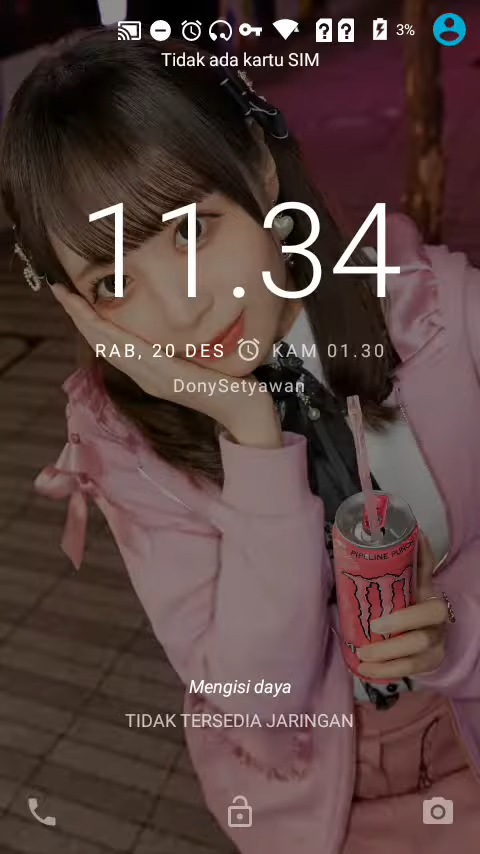 3%
Tidak ada kartu SIM
11.34
RAB, 20 DES KAM 01.30
DonySetyawan
PIPELINE PUNCH
Mengisi daya
TIDAK TERSEDIA JARINGAN